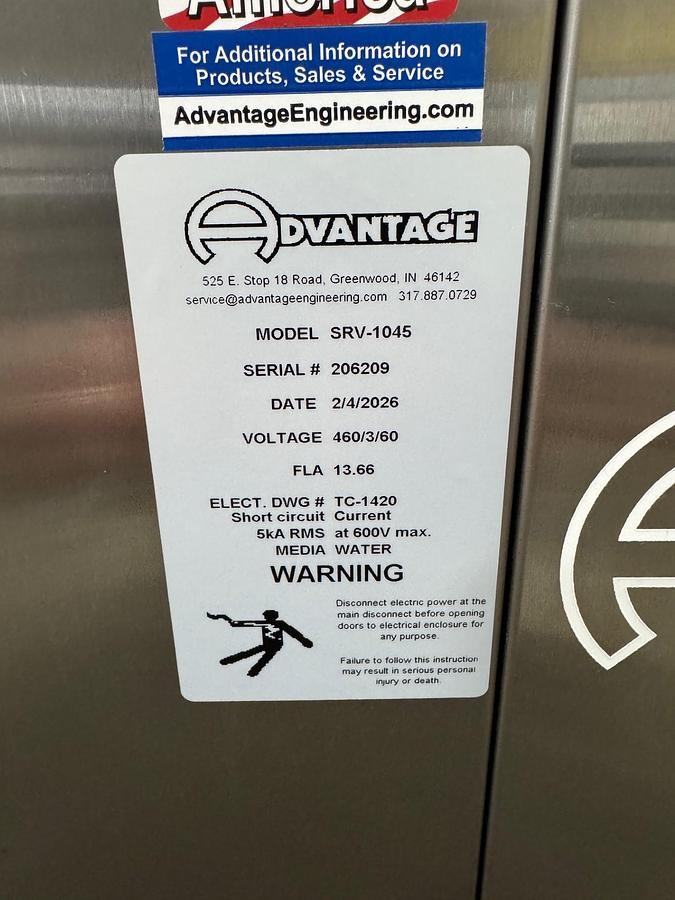 America
For Additional Information on
Products, Sales & Service
AdvantageEngineering.com
ADVANTAGE
525 E. Stop 18 Road, Greenwood, IN 46142
service@advantageengineering.com 317.887.0729
MODEL SRV-1045
SERIAL # 206209
DATE 2/4/2026
VOLTAGE 460/3/60
FLA 13.66
ELECT. DWG # TC-1420
Short circuit Current
5kA RMS at 600V max.
MEDIA WATER
WARNING
Disconnect electric power at the
main disconnect before opening
doors to electrical enclosure for
any purpose.
Failure to follow this instruction
may result in serious personal
injury or death.